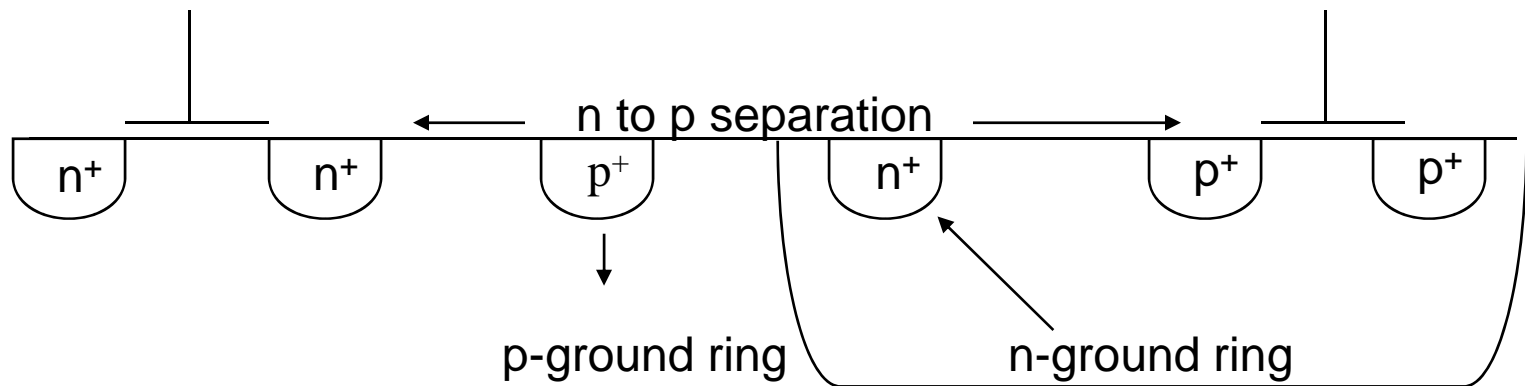 n to p separation
n⁺ n⁺ p⁺ n⁺ p⁺ p⁺
p-ground ring n-ground ring